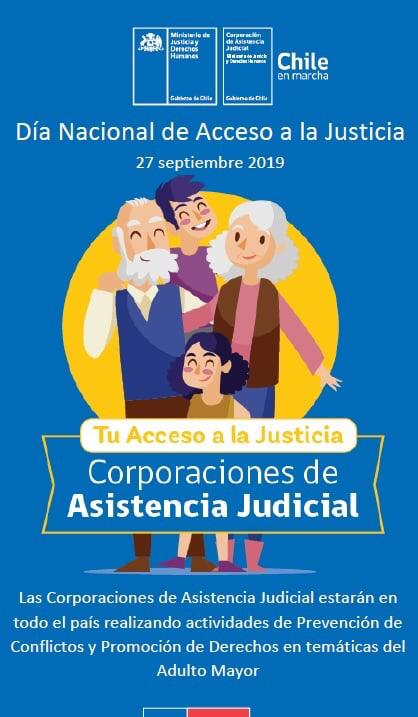 Ministerio de
Justicia y
Derechos
Humanos
Gobierno de Chile
Corporación
de Asistencia
Judicial
Ministerio de Justicia
y Derechos Humanos
Gobierno de Chile
Chile
en marcha
Día Nacional de Acceso a la Justicia
27 septiembre 2019
Tu Acceso a la Justicia
Corporaciones de
Asistencia Judicial
Las Corporaciones de Asistencia Judicial estarán en
todo el país realizando actividades de Prevención de
Conflictos y Promoción de Derechos en temáticas del
Adulto Mayor